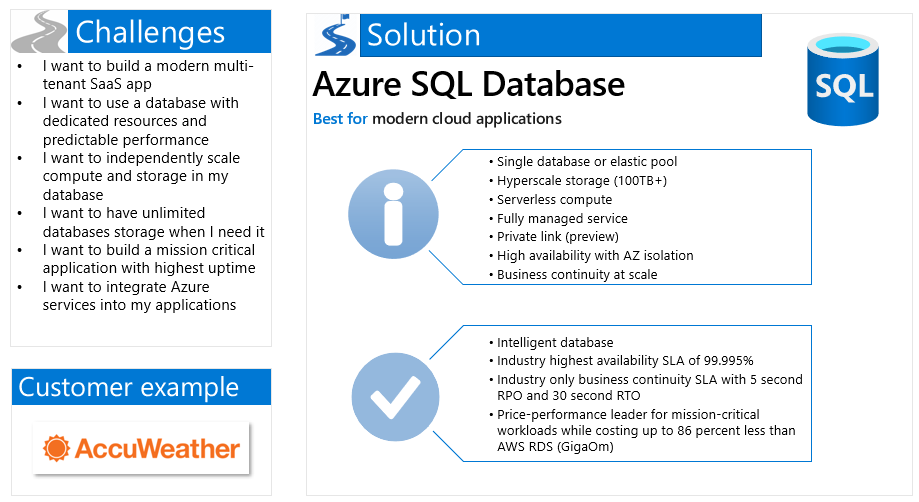 Challenges
• I want to build a modern multi-
tenant SaaS app
• I want to use a database with
dedicated resources and
predictable performance
• I want to independently scale
compute and storage in my
database
• I want to have unlimited
databases storage when I need it
• I want to build a mission critical
application with highest uptime
• I want to integrate Azure
services into my applications
Customer example
AccuWeather
Solution
Azure SQL Database
Best for modern cloud applications
SQL
• Single database or elastic pool
• Hyperscale storage (100TB+)
• Serverless compute
• Fully managed service
• Private link (preview)
• High availability with AZ isolation
• Business continuity at scale
• Intelligent database
• Industry highest availability SLA of 99.995%
• Industry only business continuity SLA with 5 second
RPO and 30 second RTO
• Price-performance leader for mission-critical
workloads while costing up to 86 percent less than
AWS RDS (GigaOm)